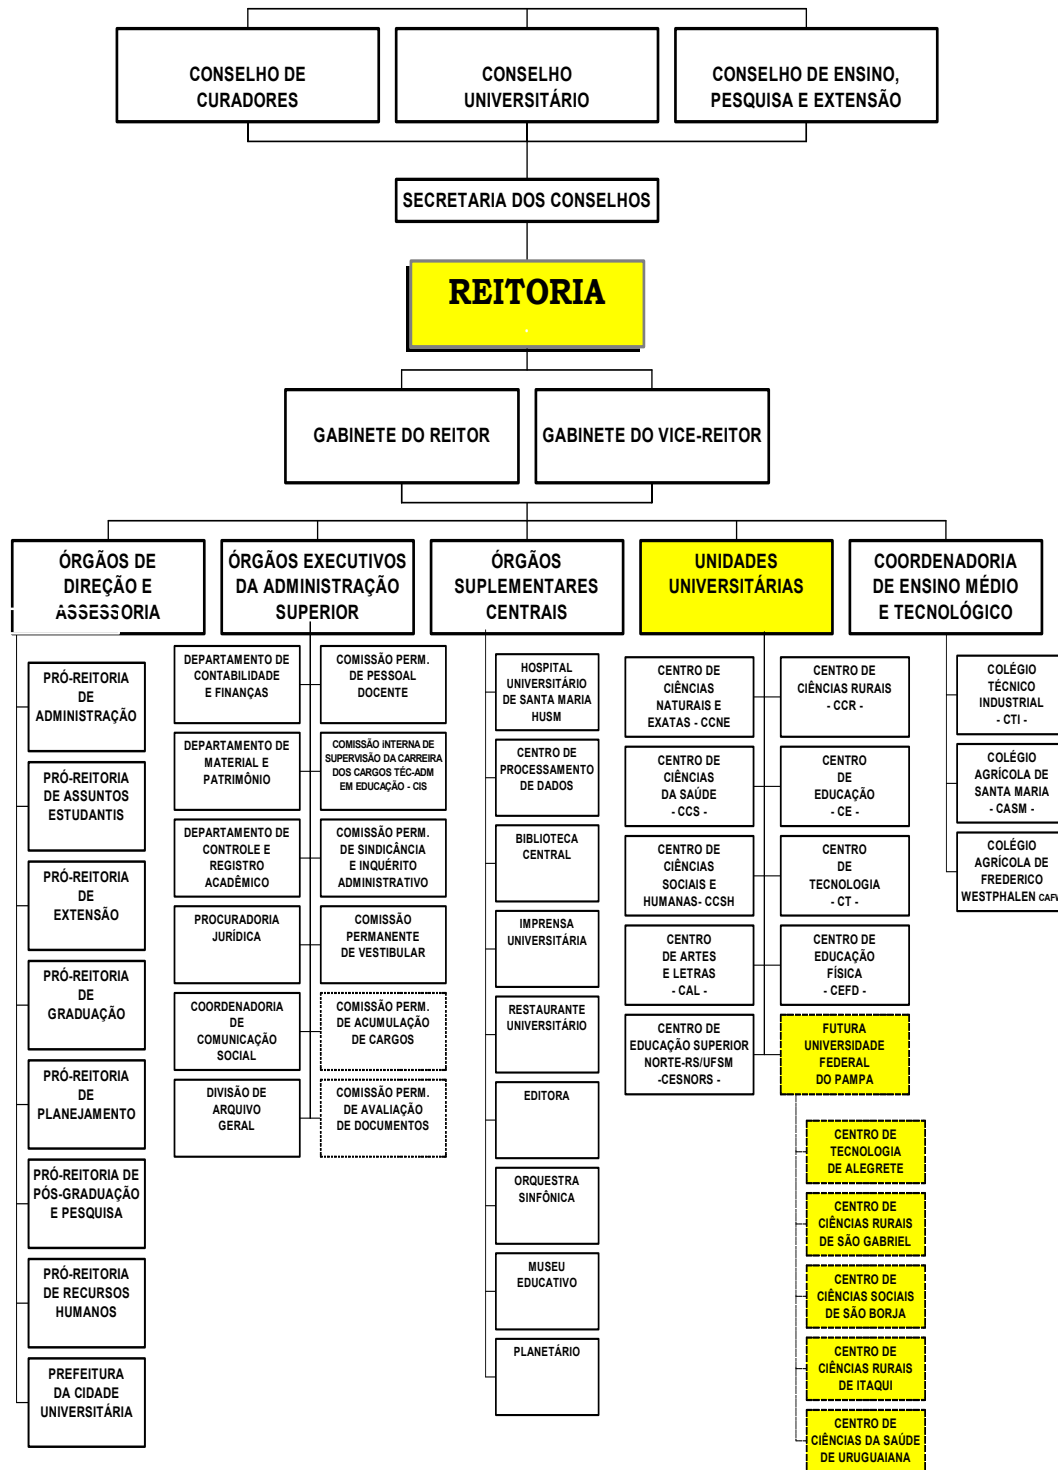 CONSELHO DE
CURADORES
CONSELHO
UNIVERSITÁRIO
CONSELHO DE ENSINO,
PESQUISA E EXTENSÃO
SECRETARIA DOS CONSELHOS
REITORIA
GABINETE DO REITOR
GABINETE DO VICE-REITOR
ÓRGÃOS DE
DIREÇÃO E
ASSESSORIA
ÓRGÃOS EXECUTIVOS
DA ADMINISTRAÇÃO
SUPERIOR
ÓRGÃOS
SUPLEMENTARES
CENTRAIS
UNIDADES
UNIVERSITÁRIAS
COORDENADORIA
DE ENSINO MÉDIO
E TECNOLÓGICO
PRÓ-REITORIA
DE
ADMINISTRAÇÃO
PRÓ-REITORIA
DE ASSUNTOS
ESTUDANTIS
PRÓ-REITORIA
DE
EXTENSÃO
PRÓ-REITORIA
DE
GRADUAÇÃO
PRÓ-REITORIA
DE
PLANEJAMENTO
PRÓ-REITORIA DE
PÓS-GRADUAÇÃO
E PESQUISA
PRÓ-REITORIA
DE RECURSOS
HUMANOS
PREFEITURA
DA CIDADE
UNIVERSITÁRIA
DEPARTAMENTO DE
CONTABILIDADE
E FINANÇAS
DEPARTAMENTO DE
MATERIAL E
PATRIMÔNIO
DEPARTAMENTO DE
CONTROLE E
REGISTRO
ACADÊMICO
PROCURADORIA
JURÍDICA
COORDENADORIA
DE
COMUNICAÇÃO
SOCIAL
DIVISÃO DE
ARQUIVO
GERAL
COMISSÃO PERM.
DE PESSOAL
DOCENTE
COMISSÃO INTERNA DE
SUPERVISÃO DA CARREIRA
DOS CARGOS TÉC-ADM
EM EDUCAÇÃO - CIS
COMISSÃO PERM.
DE SINDICÂNCIA
E INQUÉRITO
ADMINISTRATIVO
COMISSÃO
PERMANENTE
DE VESTIBULAR
COMISSÃO PERM.
DE ACUMULAÇÃO
DE CARGOS
COMISSÃO PERM.
DE AVALIAÇÃO
DE DOCUMENTOS
HOSPITAL
UNIVERSITÁRIO
DE SANTA MARIA
HUSM
CENTRO DE
PROCESSAMENTO
DE DADOS
BIBLIOTECA
CENTRAL
IMPRENSA
UNIVERSITÁRIA
RESTAURANTE
UNIVERSITÁRIO
EDITORA
ORQUESTRA
SINFÔNICA
MUSEU
EDUCATIVO
PLANETÁRIO
CENTRO DE
CIÊNCIAS
NATURAIS E
EXATAS - CCNE
CENTRO DE
CIÊNCIAS
DA SAÚDE
- CCS -
CENTRO DE
CIÊNCIAS
SOCIAIS E
HUMANAS- CCSH
CENTRO
DE ARTES
E LETRAS
- CAL -
CENTRO DE
EDUCAÇÃO SUPERIOR
NORTE-RS/UFSM
-CESNORS -
CENTRO DE
CIÊNCIAS RURAIS
- CCR -
CENTRO
DE
EDUCAÇÃO
- CE -
CENTRO
DE
TECNOLOGIA
- CT -
CENTRO DE
EDUCAÇÃO
FÍSICA
- CEFD -
FUTURA
UNIVERSIDADE
FEDERAL
DO PAMPA
CENTRO DE
TECNOLOGIA
DE ALEGRETE
CENTRO DE
CIÊNCIAS RURAIS
DE SÃO GABRIEL
CENTRO DE
CIÊNCIAS SOCIAIS
DE SÃO BORJA
CENTRO DE
CIÊNCIAS RURAIS
DE ITAQUI
CENTRO DE
CIÊNCIAS DA SAÚDE
DE URUGUAIANA
COLÉGIO
TÉCNICO
INDUSTRIAL
- CTI -
COLÉGIO
AGRÍCOLA DE
SANTA MARIA
- CASM -
COLÉGIO
AGRÍCOLA DE
FREDERICO
WESTPHALEN CAFW